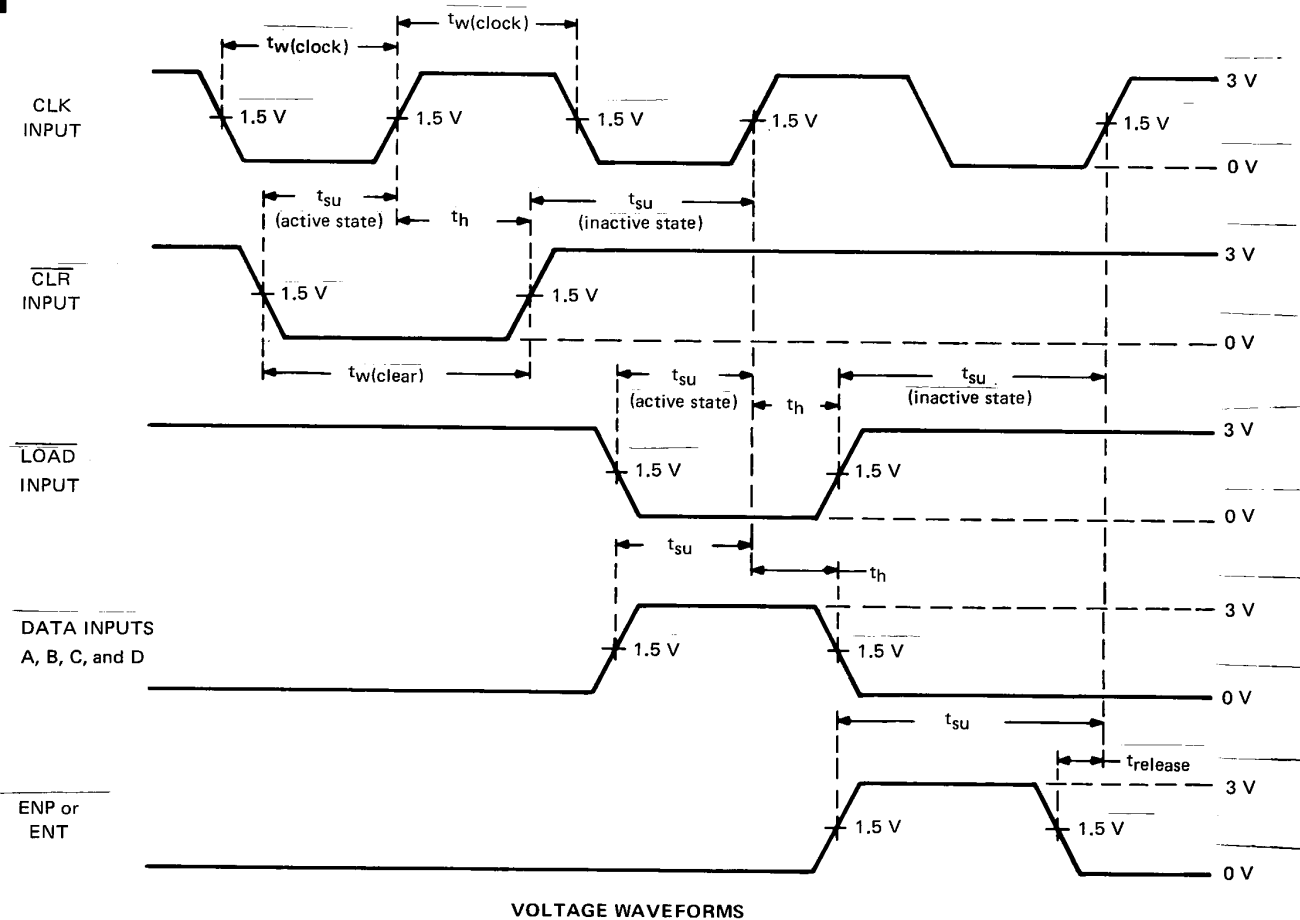 tw(clock)
tw(clock)
CLK
INPUT
1.5 V
1.5 V
1.5 V
1.5 V
1.5 V
3 V
0 V
tsu
(active state)
th
tsu
(inactive state)
CLR
INPUT
1.5 V
1.5 V
3 V
0 V
tw(clear)
tsu
(active state)
th
tsu
(inactive state)
LOAD
INPUT
1.5 V
1.5 V
3 V
0 V
tsu
th
DATA INPUTS
A, B, C, and D
1.5 V
1.5 V
3 V
0 V
tsu
trelease
ENP or
ENT
1.5 V
1.5 V
3 V
0 V
VOLTAGE WAVEFORMS